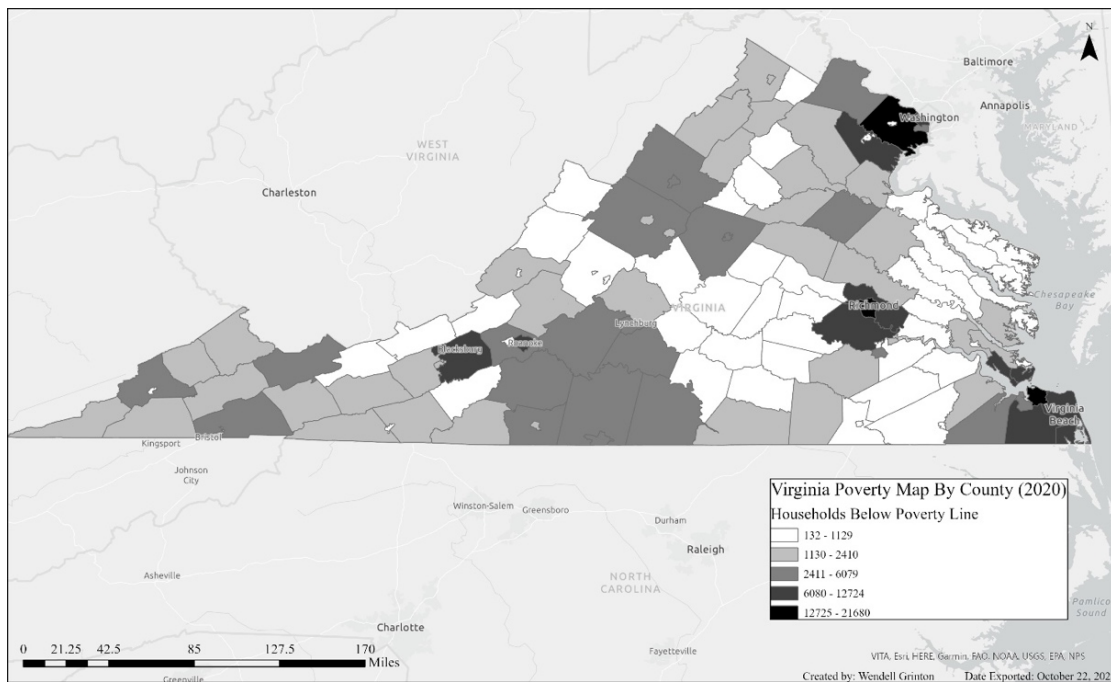 N
Baltimore
Washington
Annapolis
MARYLAND
WEST
VIRGINIA
Charleston
Chesapeake
Bay
Richmond
VIRGINIA
Lynchburg
Blacksburg
Roanoke
Virginia
Beach
Bristol
Kingsport
Johnson
City
Winston-Salem
Greensboro
Durham
Raleigh
Asheville
NORTH
CAROLINA
Charlotte
Fayetteville
Greenville
Pamlico
Sound
Virginia Poverty Map By County (2020)
Households Below Poverty Line
132 - 1129
1130 - 2410
2411 - 6079
6080 - 12724
12725 - 21680
0 21.25 42.5 85 127.5 170
Miles
VITA, Esri, HERE, Garmin, FAO, NOAA, USGS, EPA, NPS
Created by: Wendell Grinton Date Exported: October 22, 202